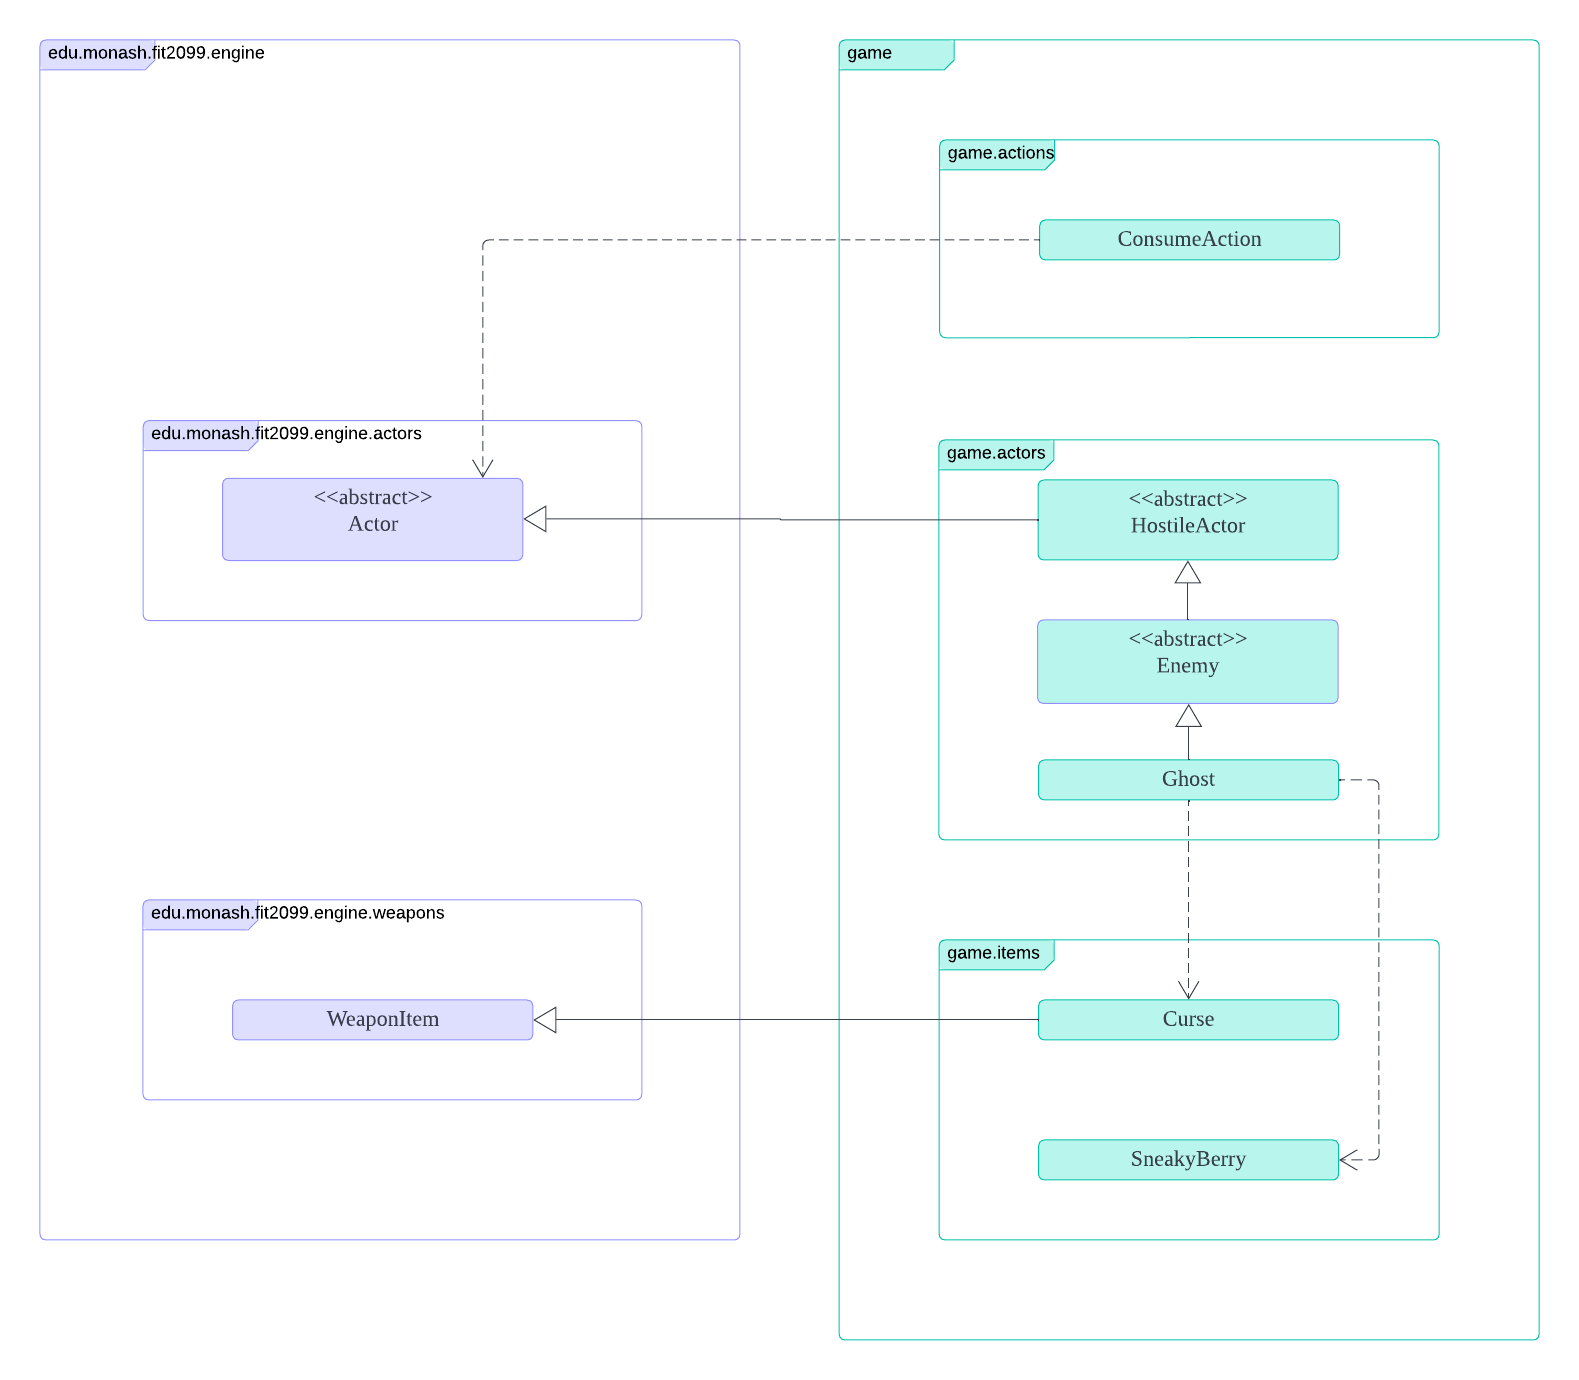 edu.monash.fit2099.engine
game
game.actions
ConsumeAction
edu.monash.fit2099.engine.actors
<<abstract>>
Actor
game.actors
<<abstract>>
HostileActor
<<abstract>>
Enemy
Ghost
edu.monash.fit2099.engine.weapons
WeaponItem
game.items
Curse
SneakyBerry